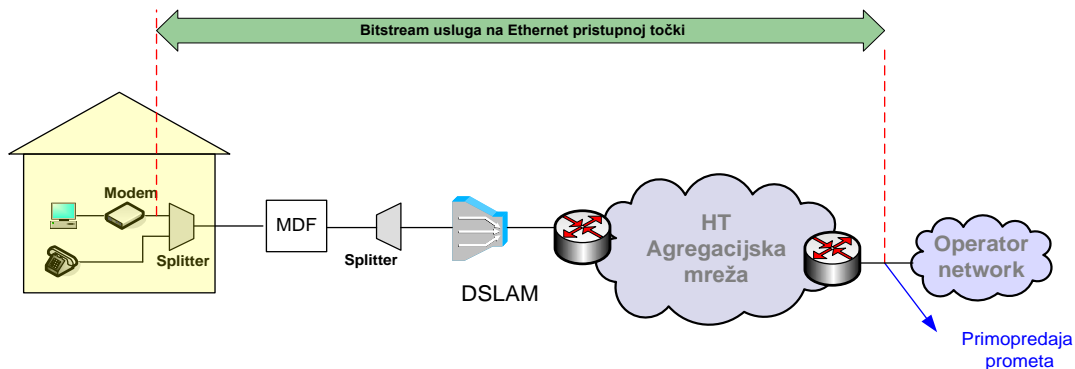 Bitstream usluga na Ethernet pristupnoj točki
Modem
Splitter
MDF
Splitter
DSLAM
HT
Agregacijska
mreža
Operator
network
Primopredaja
prometa